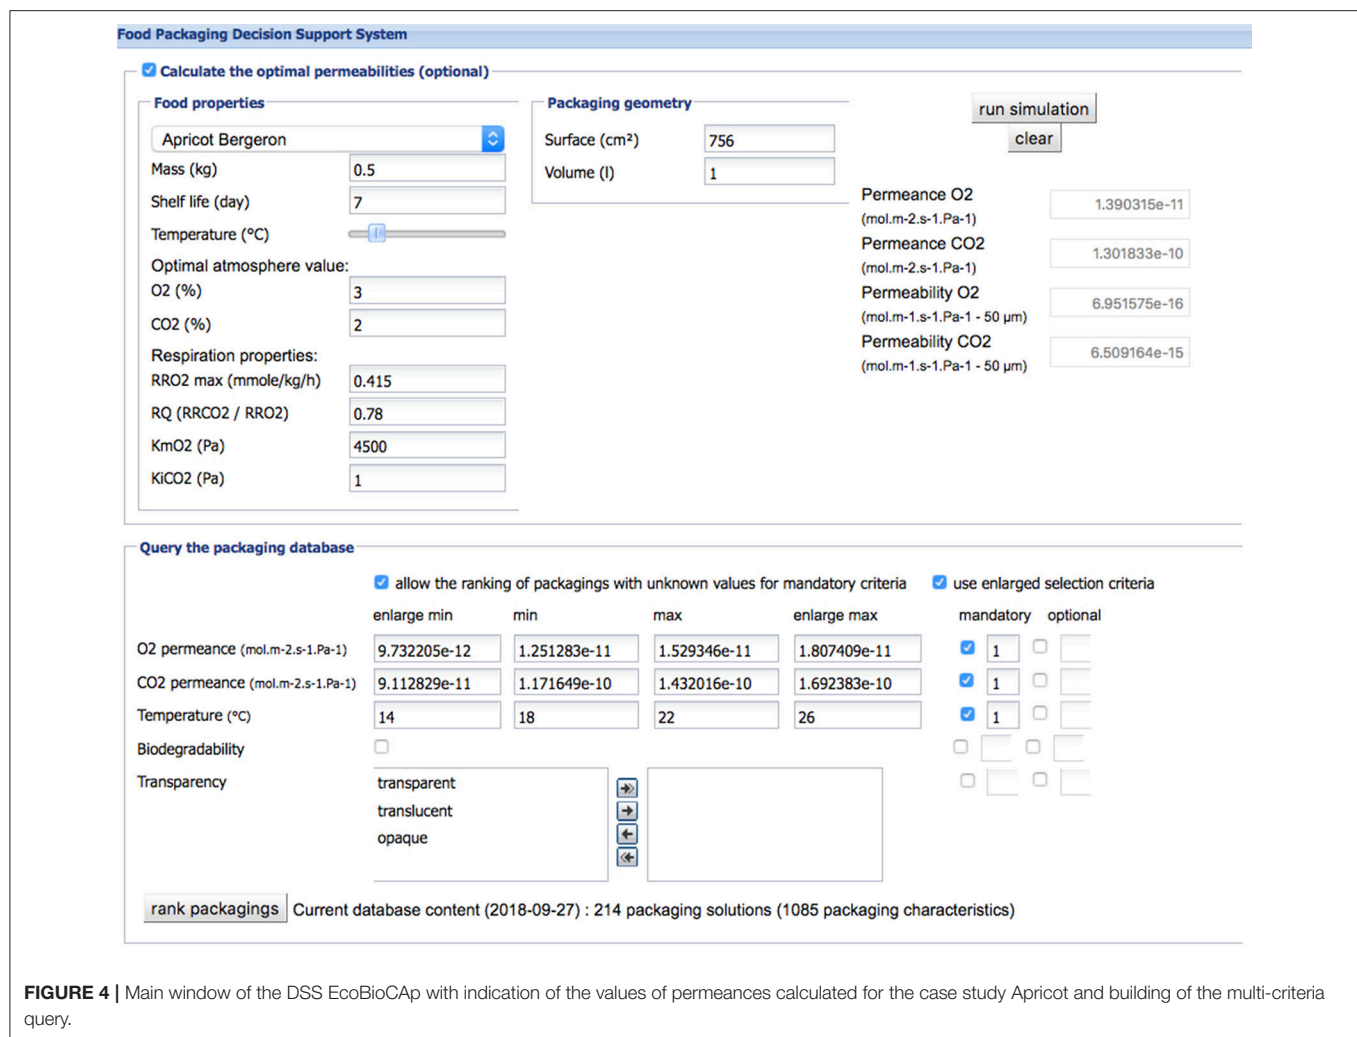 Food Packaging Decision Support System
Calculate the optimal permeabilities (optional)
Food properties
Apricot Bergeron
Mass (kg) 0.5
Shelf life (day) 7
Temperature (°C)
Optimal atmosphere value:
O2 (%) 3
CO2 (%) 2
Respiration properties:
RRO2 max (mmole/kg/h) 0.415
RQ (RRCO2 / RRO2) 0.78
KmO2 (Pa) 4500
KiCO2 (Pa) 1
Packaging geometry
Surface (cm²) 756
Volume (l) 1
run simulation
clear
Permeance O2
(mol.m-2.s-1.Pa-1) 1.390315e-11
Permeance CO2
(mol.m-2.s-1.Pa-1) 1.301833e-10
Permeability O2
(mol.m-1.s-1.Pa-1 - 50 µm) 6.951575e-16
Permeability CO2
(mol.m-1.s-1.Pa-1 - 50 µm) 6.509164e-15
Query the packaging database
allow the ranking of packagings with unknown values for mandatory criteria use enlarged selection criteria
enlarge min min max enlarge max mandatory optional
O2 permeance (mol.m-2.s-1.Pa-1) 9.732205e-12 1.251283e-11 1.529346e-11 1.807409e-11 1
CO2 permeance (mol.m-2.s-1.Pa-1) 9.112829e-11 1.171649e-10 1.432016e-10 1.692383e-10 1
Temperature (°C) 14 18 22 26 1
Biodegradability
Transparency
transparent
translucent
opaque
rank packagings Current database content (2018-09-27) : 214 packaging solutions (1085 packaging characteristics)
FIGURE 4 | Main window of the DSS EcoBioCAp with indication of the values of permeances calculated for the case study Apricot and building of the multi-criteria
query.